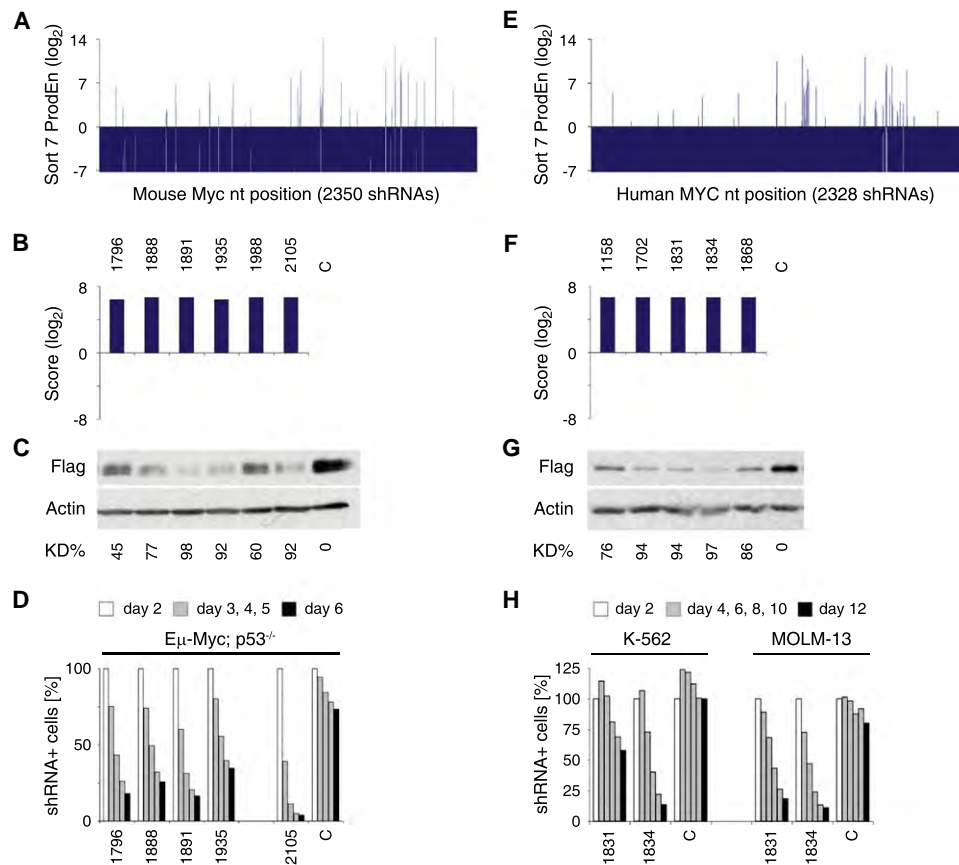 A
Sort 7 ProdEn (log2)
14
7
0
-7
Mouse Myc nt position (2350 shRNAs)
E
Sort 7 ProdEn (log2)
14
7
0
-7
Human MYC nt position (2328 shRNAs)
B
1796 1888 1891 1935 1988 2105 C
Score (log2)
8
0
-8
F
1158 1702 1831 1834 1868 C
Score (log2)
8
0
-8
C
Flag
Actin
KD% 45 77 98 92 60 92 0
G
Flag
Actin
KD% 76 94 94 97 86 0
D
day 2 day 3, 4, 5 day 6
Eμ-Myc; p53-/-
shRNA+ cells [%]
100
50
0
1796 1888 1891 1935 2105 C
H
day 2 day 4, 6, 8, 10 day 12
K-562 MOLM-13
shRNA+ cells [%]
125
100
75
50
25
0
1831 1834 C 1831 1834 C